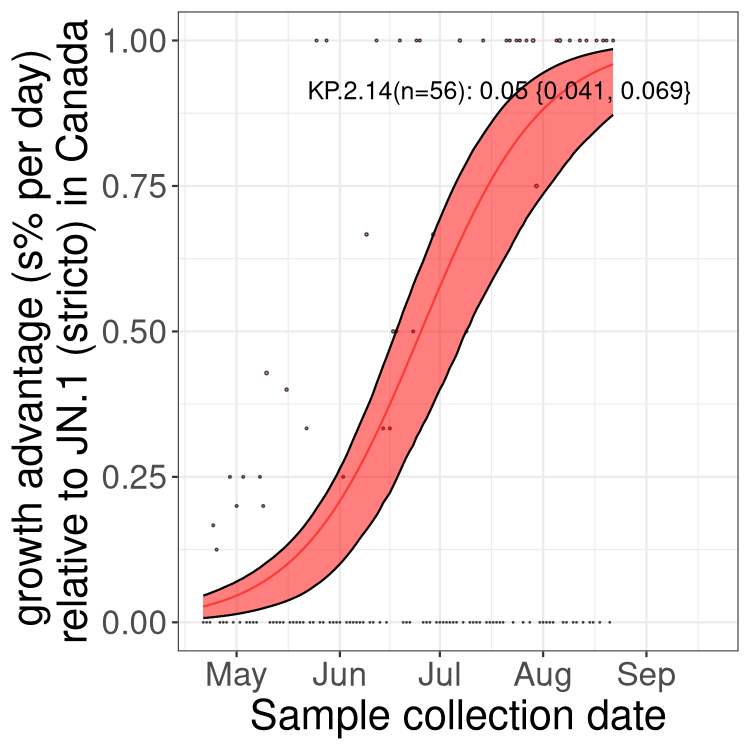 growth advantage (s% per day)
relative to JN.1 (stricto) in Canada
1.00
0.75
0.50
0.25
0.00
KP.2.14(n=56): 0.05 {0.041, 0.069}
May Jun Jul Aug Sep
Sample collection date